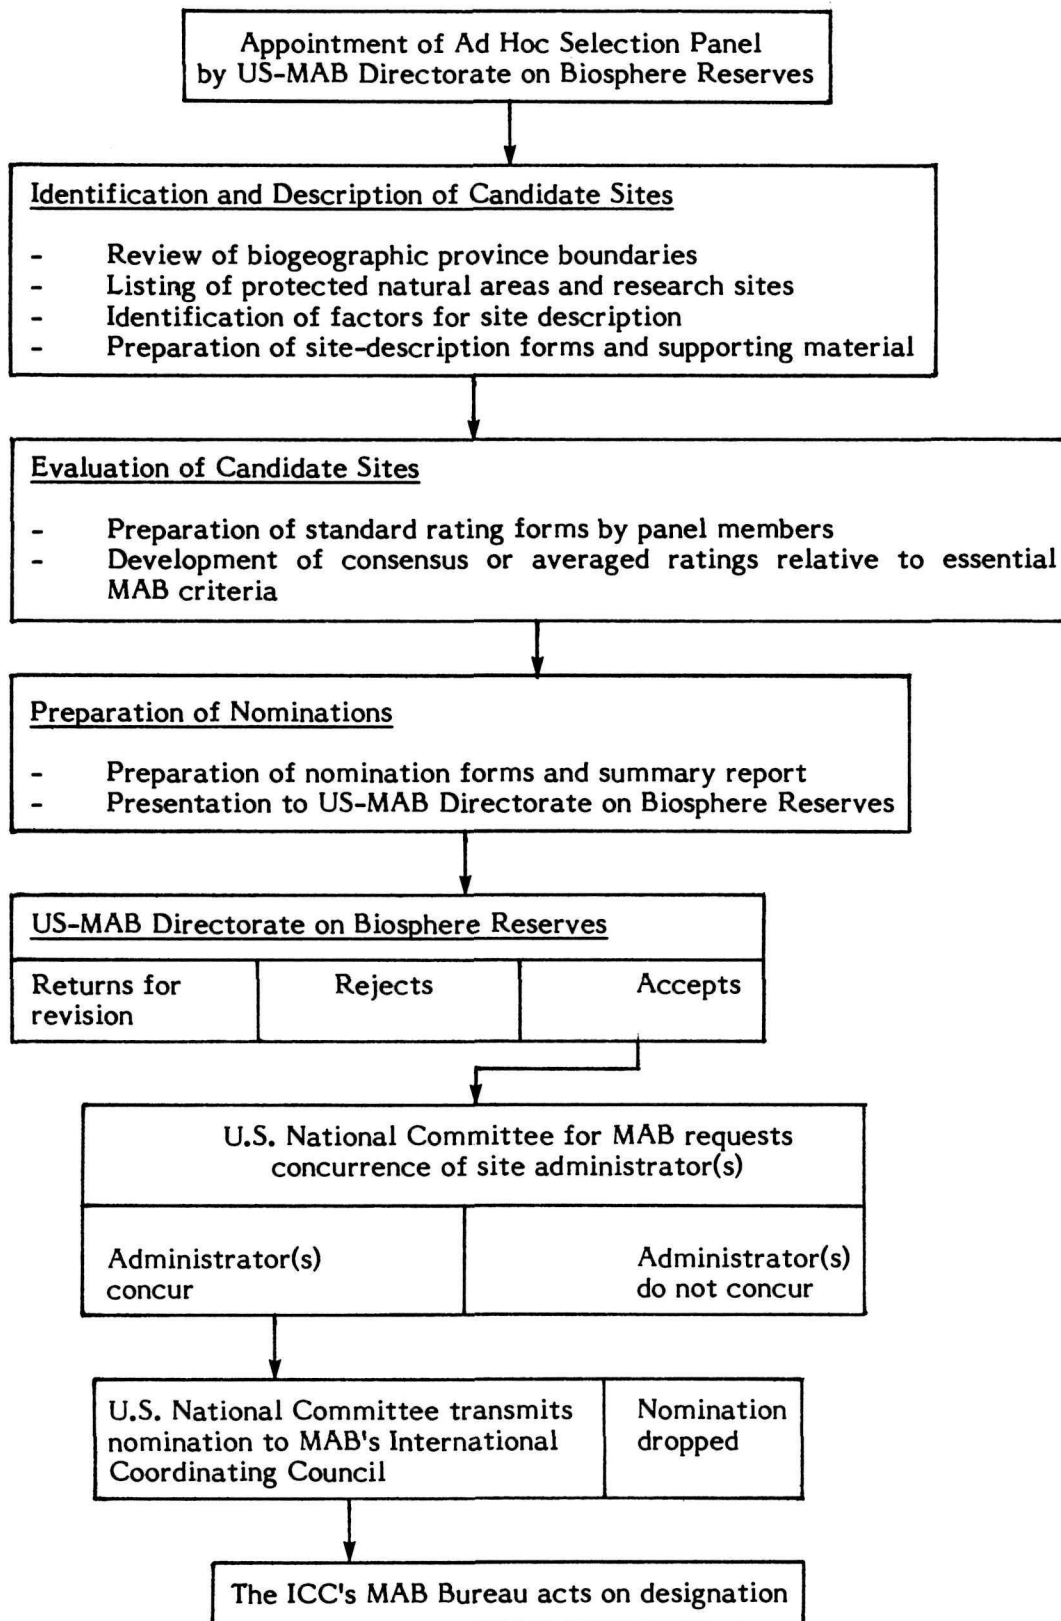 Appointment of Ad Hoc Selection Panel
by US-MAB Directorate on Biosphere Reserves
Identification and Description of Candidate Sites
- Review of biogeographic province boundaries
- Listing of protected natural areas and research sites
- Identification of factors for site description
- Preparation of site-description forms and supporting material
Evaluation of Candidate Sites
- Preparation of standard rating forms by panel members
- Development of consensus or averaged ratings relative to essential
MAB criteria
Preparation of Nominations
- Preparation of nomination forms and summary report
- Presentation to US-MAB Directorate on Biosphere Reserves
US-MAB Directorate on Biosphere Reserves
Returns for
revision
Rejects
Accepts
U.S. National Committee for MAB requests
concurrence of site administrator(s)
Administrator(s)
concur
Administrator(s)
do not concur
U.S. National Committee transmits
nomination to MAB's International
Coordinating Council
Nomination
dropped
The ICC's MAB Bureau acts on designation